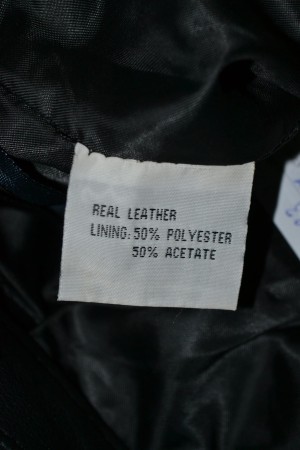 REAL LEATHER
LINING: 50% POLYESTER
50% ACETATE